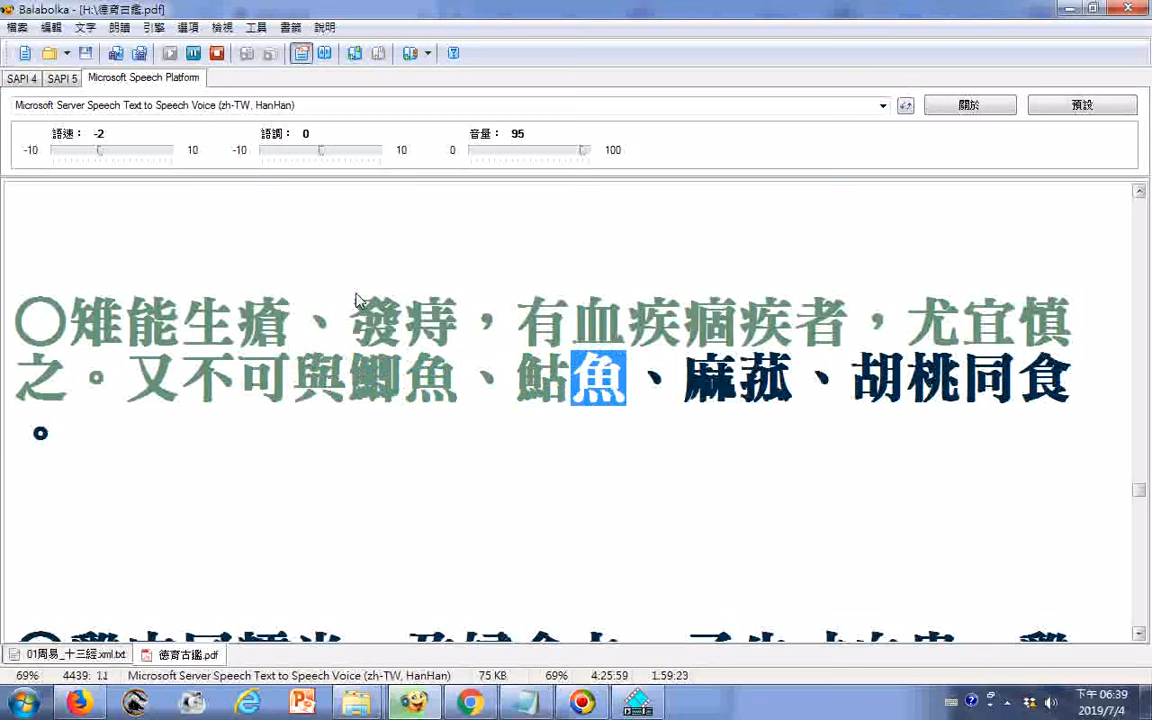 Balabolka - [H:\德育古鑑.pdf]
檔案 編輯 文字 朗讀 引擎 選項 檢視 工具 書籤 說明
SAPI 4 SAPI 5 Microsoft Speech Platform
Microsoft Server Speech Text to Speech Voice (zh-TW, HanHan) 關於 預設
語速： -2 語調： 0 音量： 95
-10 10 -10 10 0 100
〇雉能生瘡、發痔，有血疾痼疾者，尤宜慎
之。又不可與鯽魚、鮎魚、麻菰、胡桃同食
。
01周易_十三經.xml.txt 德育古鑑.pdf
69% 4439: 11 Microsoft Server Speech Text to Speech Voice (zh-TW, HanHan) 75 KB 69% 4:25:59 1:59:23
下午 06:39
2019/7/4